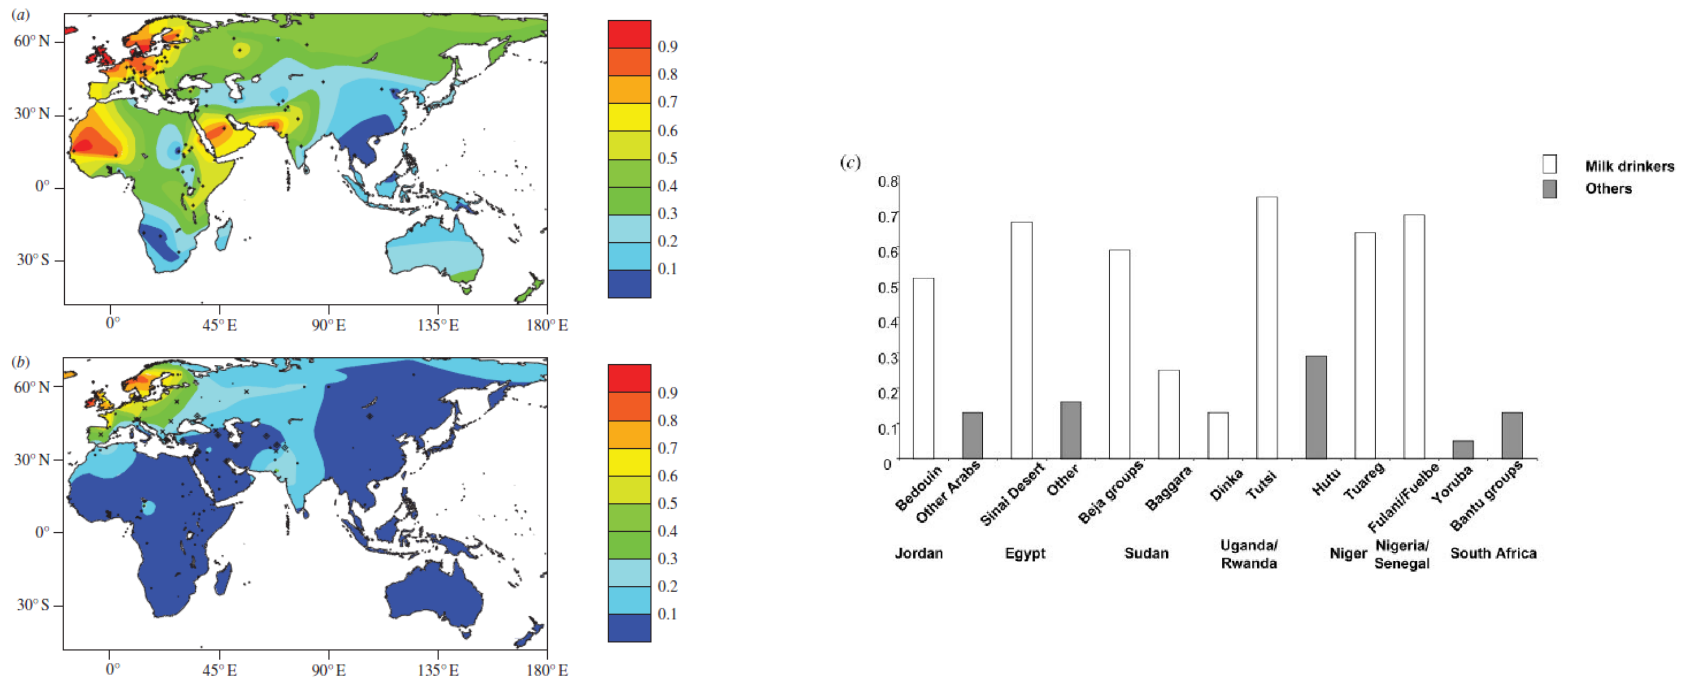 (a)
60° N
30° N
0°
30° S
0°
45° E
90° E
135° E
180° E
0.9
0.8
0.7
0.6
0.5
0.4
0.3
0.2
0.1
(b)
60° N
30° N
0°
30° S
0°
45° E
90° E
135° E
180° E
0.9
0.8
0.7
0.6
0.5
0.4
0.3
0.2
0.1
(c)
Milk drinkers
Others
0.8
0.7
0.6
0.5
0.4
0.3
0.2
0.1
0
Bedouin
Other Arabs
Sinai Desert
Other
Beja groups
Baggara
Dinka
Tutsi
Hutu
Tuareg
Fulani/Fuelbe
Yoruba
Bantu groups
Jordan
Egypt
Sudan
Uganda/
Rwanda
Niger
Nigeria/
Senegal
South Africa